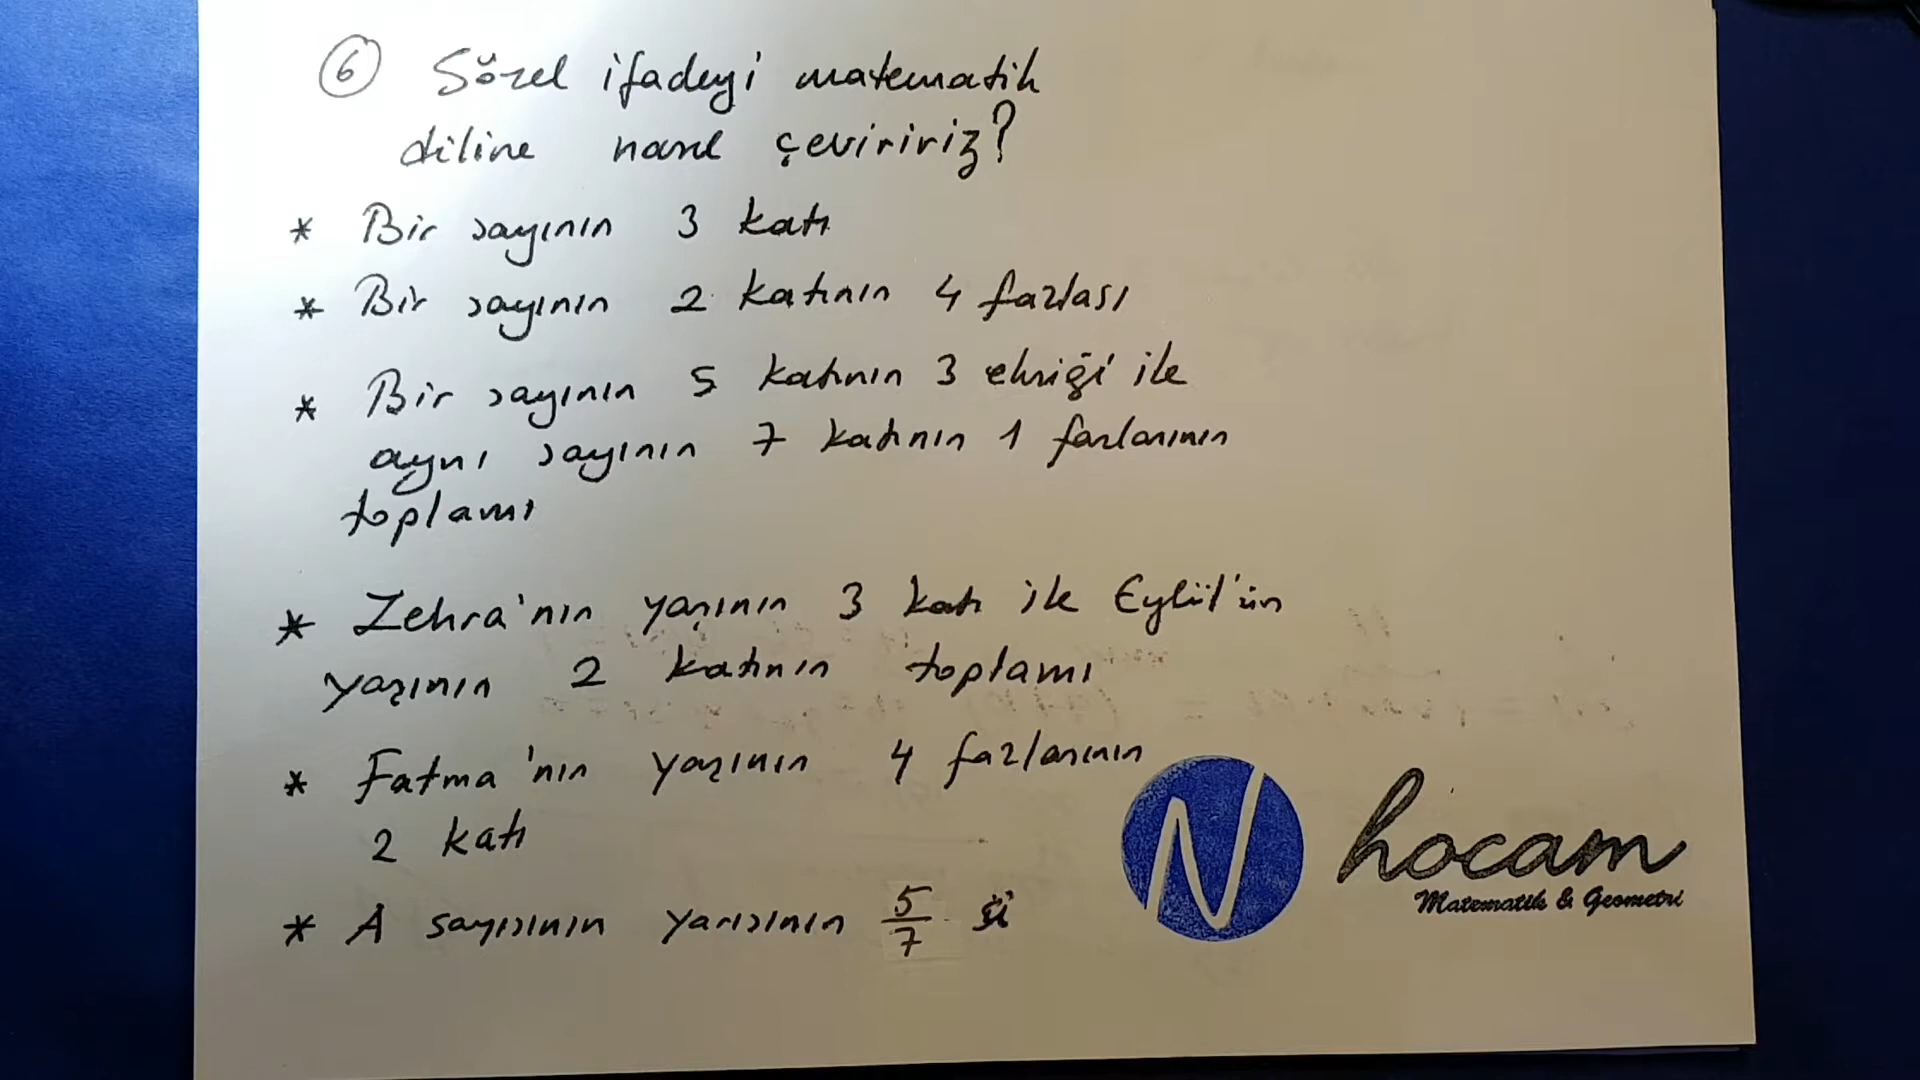 6 Sözel ifadeyi matematik
diline nasıl çeviririz?
* Bir sayının 3 katı
* Bir sayının 2 katının 4 fazlası
* Bir sayının 5 katının 3 eksiği ile
aynı sayının 7 katının 1 fazlasının
toplamı
* Zehra'nın yaşının 3 katı ile Eylül'ün
yaşının 2 katının toplamı
* Fatma'nın yaşının 4 fazlasının
2 katı
* A sayısının yarısının 5/7 si
N hocam
Matematik & Geometri